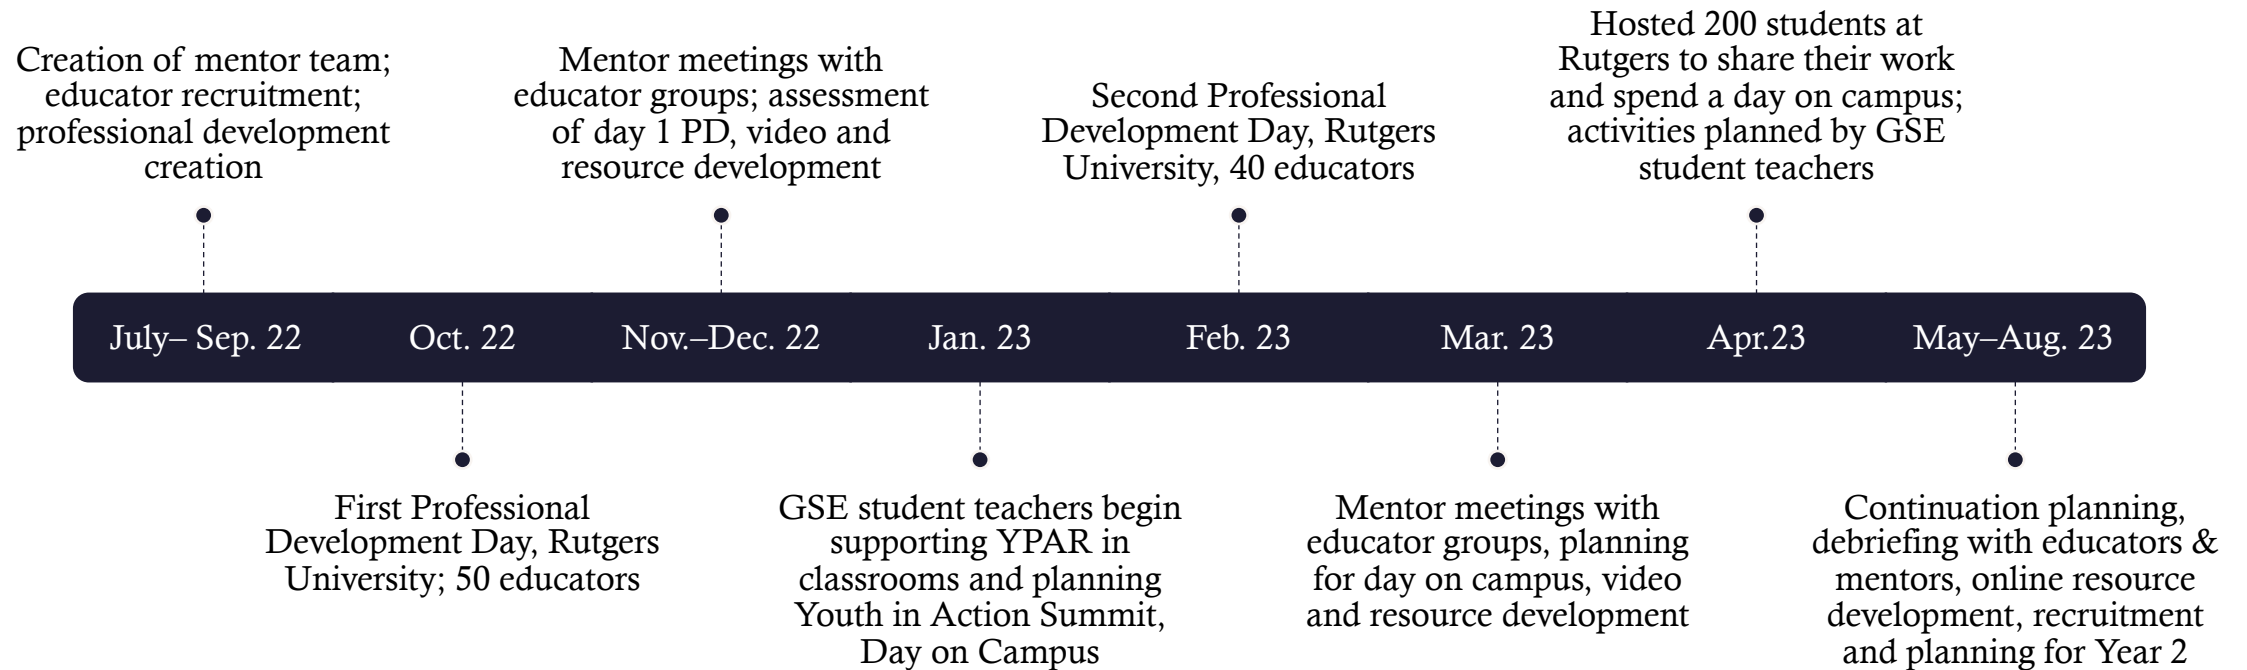 Creation of mentor team;
educator recruitment;
professional development
creation
Mentor meetings with
educator groups; assessment
of day 1 PD, video and
resource development
Second Professional
Development Day, Rutgers
University, 40 educators
Hosted 200 students at
Rutgers to share their work
and spend a day on campus;
activities planned by GSE
student teachers
July– Sep. 22
Oct. 22
Nov.–Dec. 22
Jan. 23
Feb. 23
Mar. 23
Apr.23
May–Aug. 23
First Professional
Development Day, Rutgers
University; 50 educators
GSE student teachers begin
supporting YPAR in
classrooms and planning
Youth in Action Summit,
Day on Campus
Mentor meetings with
educator groups, planning
for day on campus, video
and resource development
Continuation planning,
debriefing with educators &
mentors, online resource
development, recruitment
and planning for Year 2